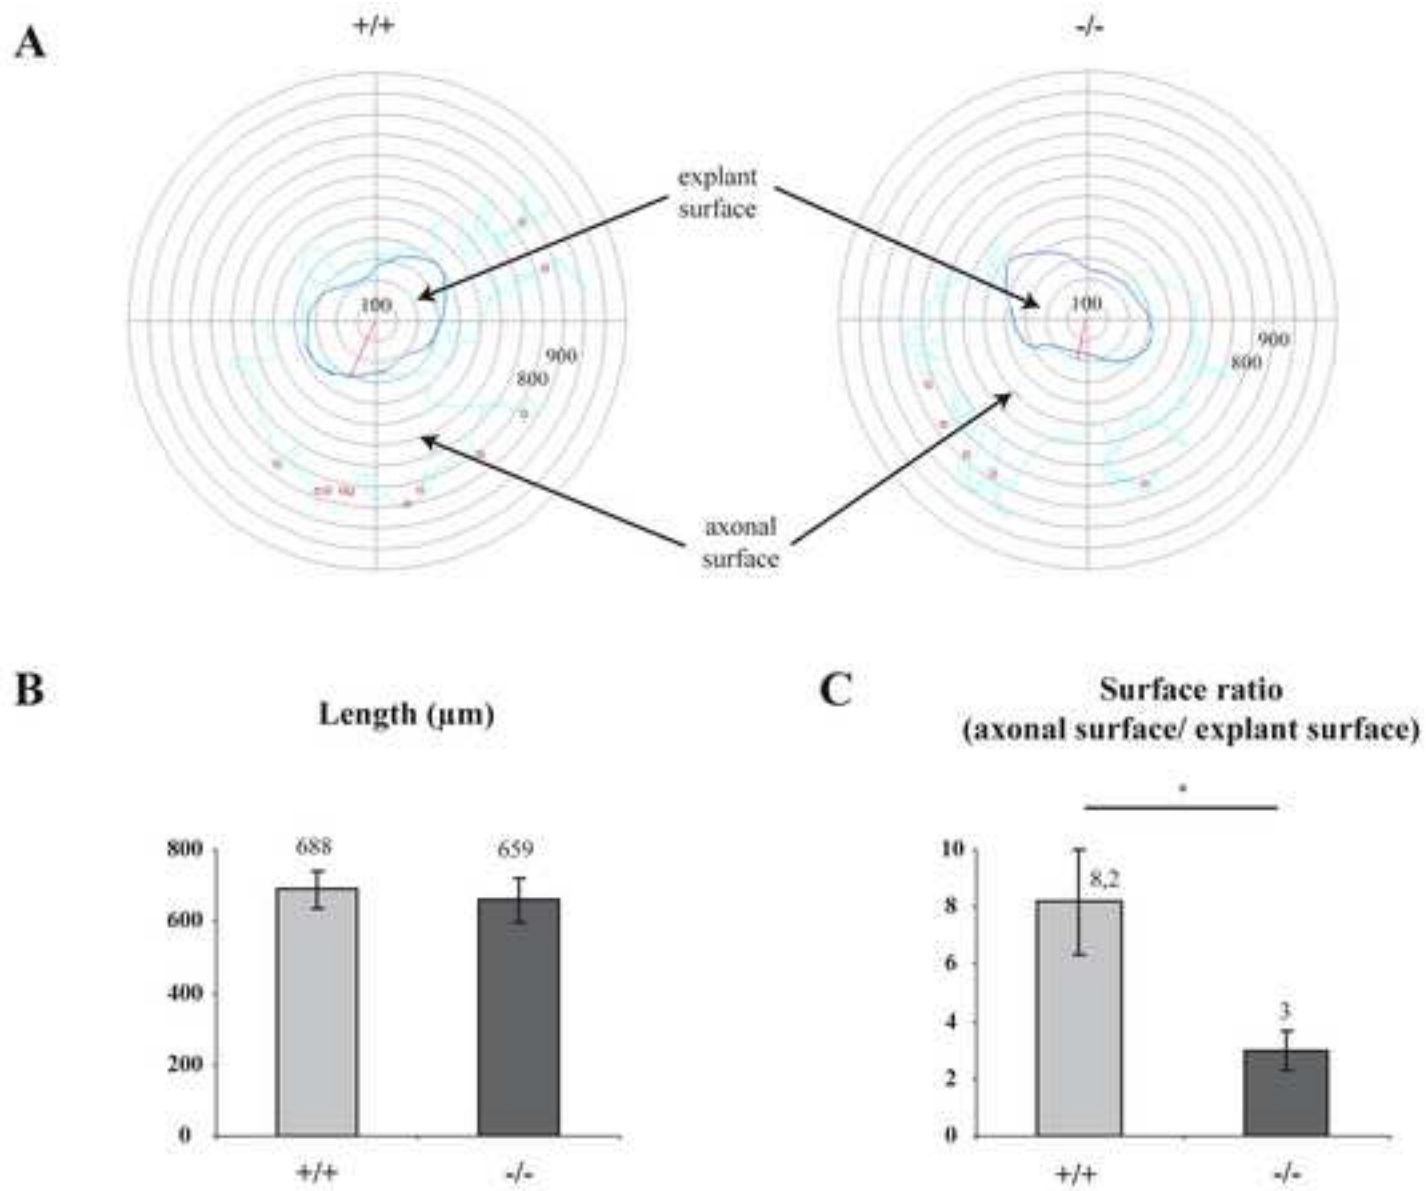 A
+/+
-/-
explant
surface
100
100
900
800
900
800
axonal
surface
B
Length (µm)
800
600
400
200
0
688
659
+/+
-/-
C
Surface ratio
(axonal surface/ explant surface)
*
10
8
6
4
2
0
8,2
3
+/+
-/-